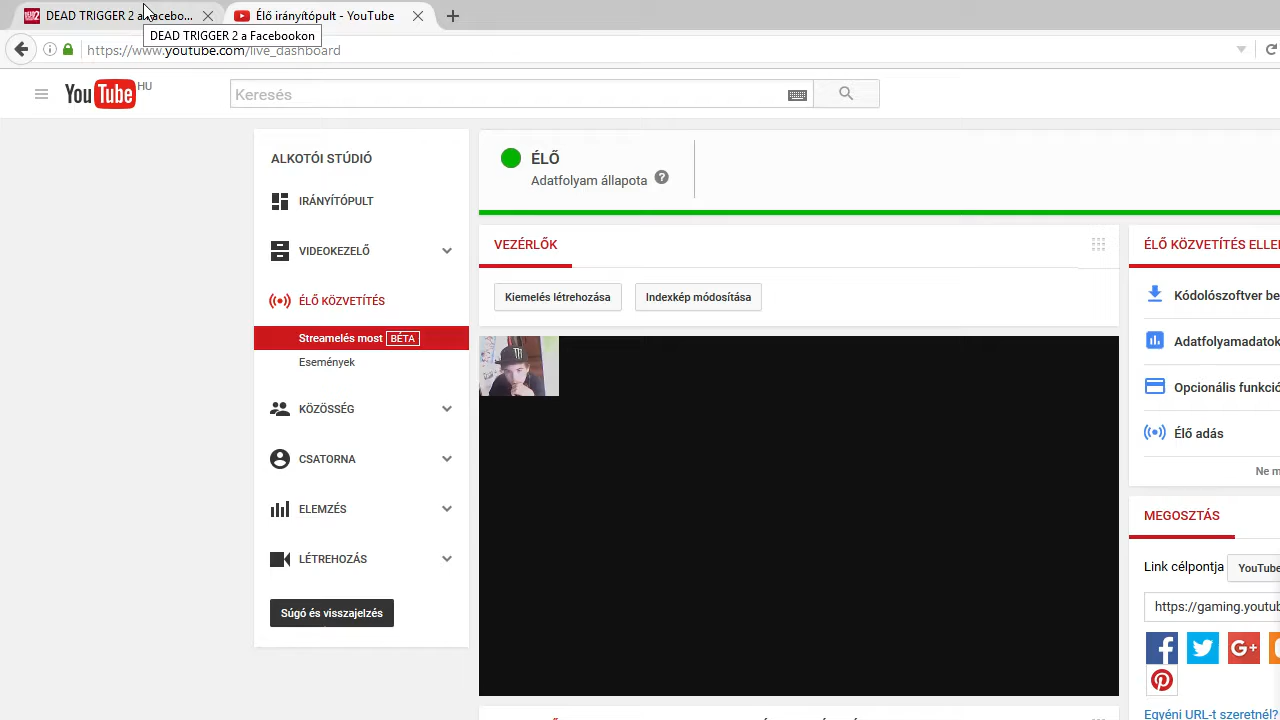 DEAD TRIGGER 2 a Facebo...
Élő irányítópult - YouTube
DEAD TRIGGER 2 a Facebookon
https://www.youtube.com/live_dashboard
YouTube HU
Keresés
ALKOTÓI STÚDIÓ
IRÁNYÍTÓPULT
VIDEOKEZELŐ
ÉLŐ KÖZVETÍTÉS
Streamelés most BÉTA
Események
KÖZÖSSÉG
CSATORNA
ELEMZÉS
LÉTREHOZÁS
Súgó és visszajelzés
ÉLŐ
Adatfolyam állapota ?
VEZÉRLŐK
Kiemelés létrehozása
Indexkép módosítása
ÉLŐ KÖZVETÍTÉS ELLE
Kódolószoftver be
Adatfolyamadatok
Opcionális funkció
Élő adás
Ne m
MEGOSZTÁS
Link célpontja YouTube
https://gaming.youtub
Egyéni URL-t szeretnél?